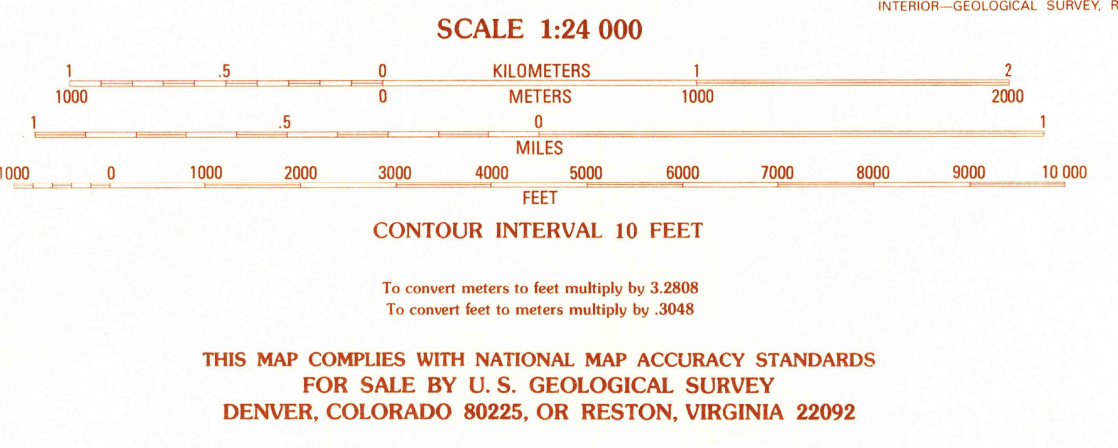 INTERIOR—GEOLOGICAL SURVEY, R
SCALE 1:24 000
1 .5 0 KILOMETERS 1 2
1000 0 METERS 1000 2000
1 .5 0 1
MILES
1000 0 1000 2000 3000 4000 5000 6000 7000 8000 9000 10 000
FEET
CONTOUR INTERVAL 10 FEET
To convert meters to feet multiply by 3.2808
To convert feet to meters multiply by .3048
THIS MAP COMPLIES WITH NATIONAL MAP ACCURACY STANDARDS
FOR SALE BY U. S. GEOLOGICAL SURVEY
DENVER, COLORADO 80225, OR RESTON, VIRGINIA 22092